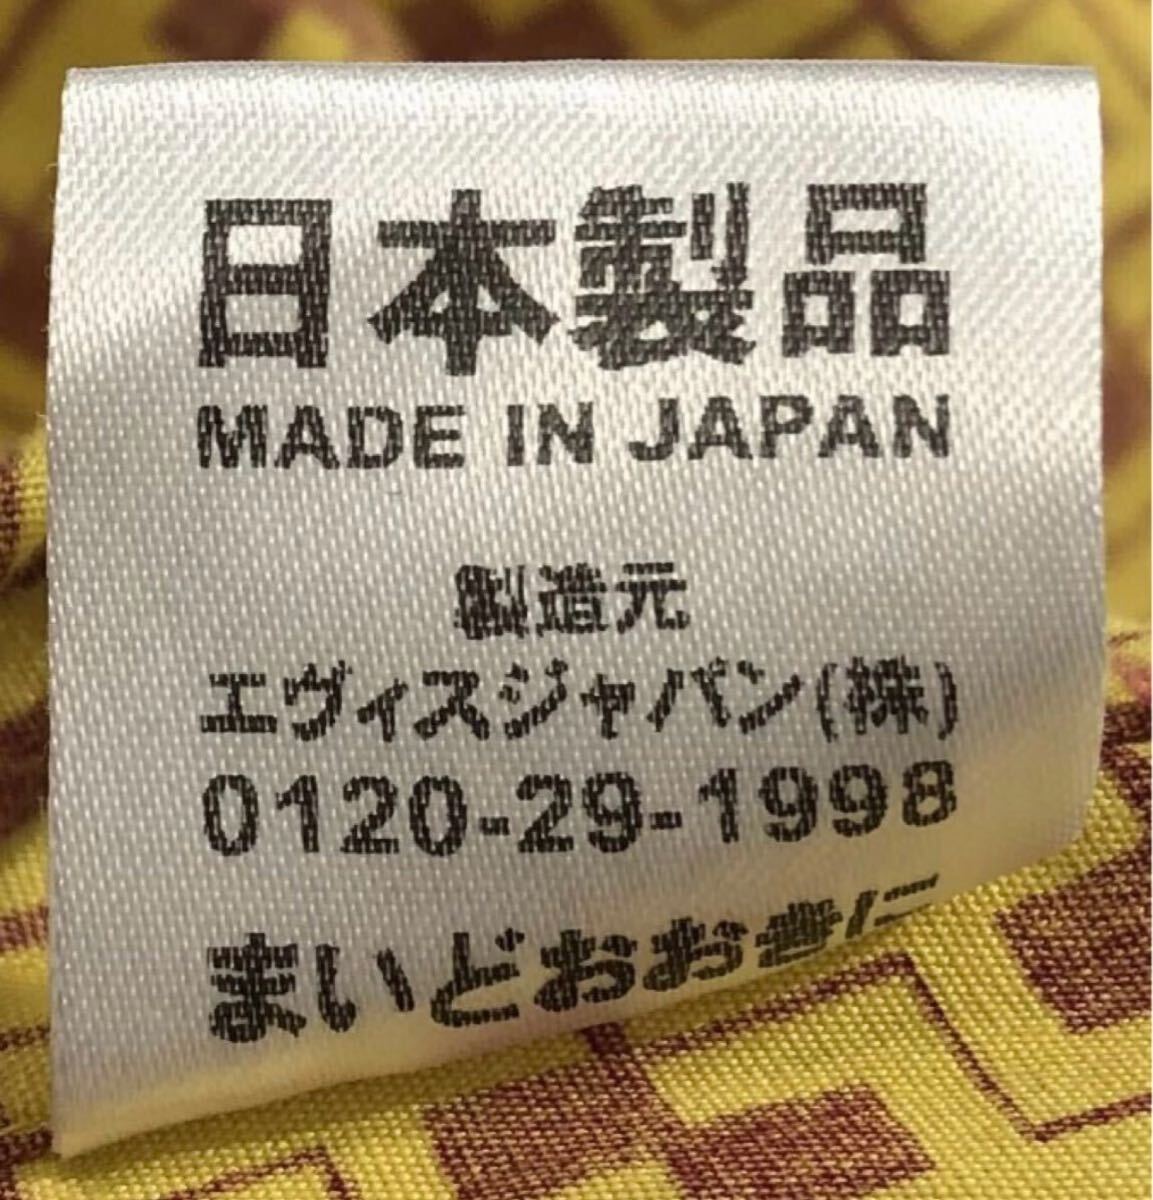 日本製品
MADE IN JAPAN
製造元
エヴィスジャパン(株)
0120-29-1998
まいどおおきに